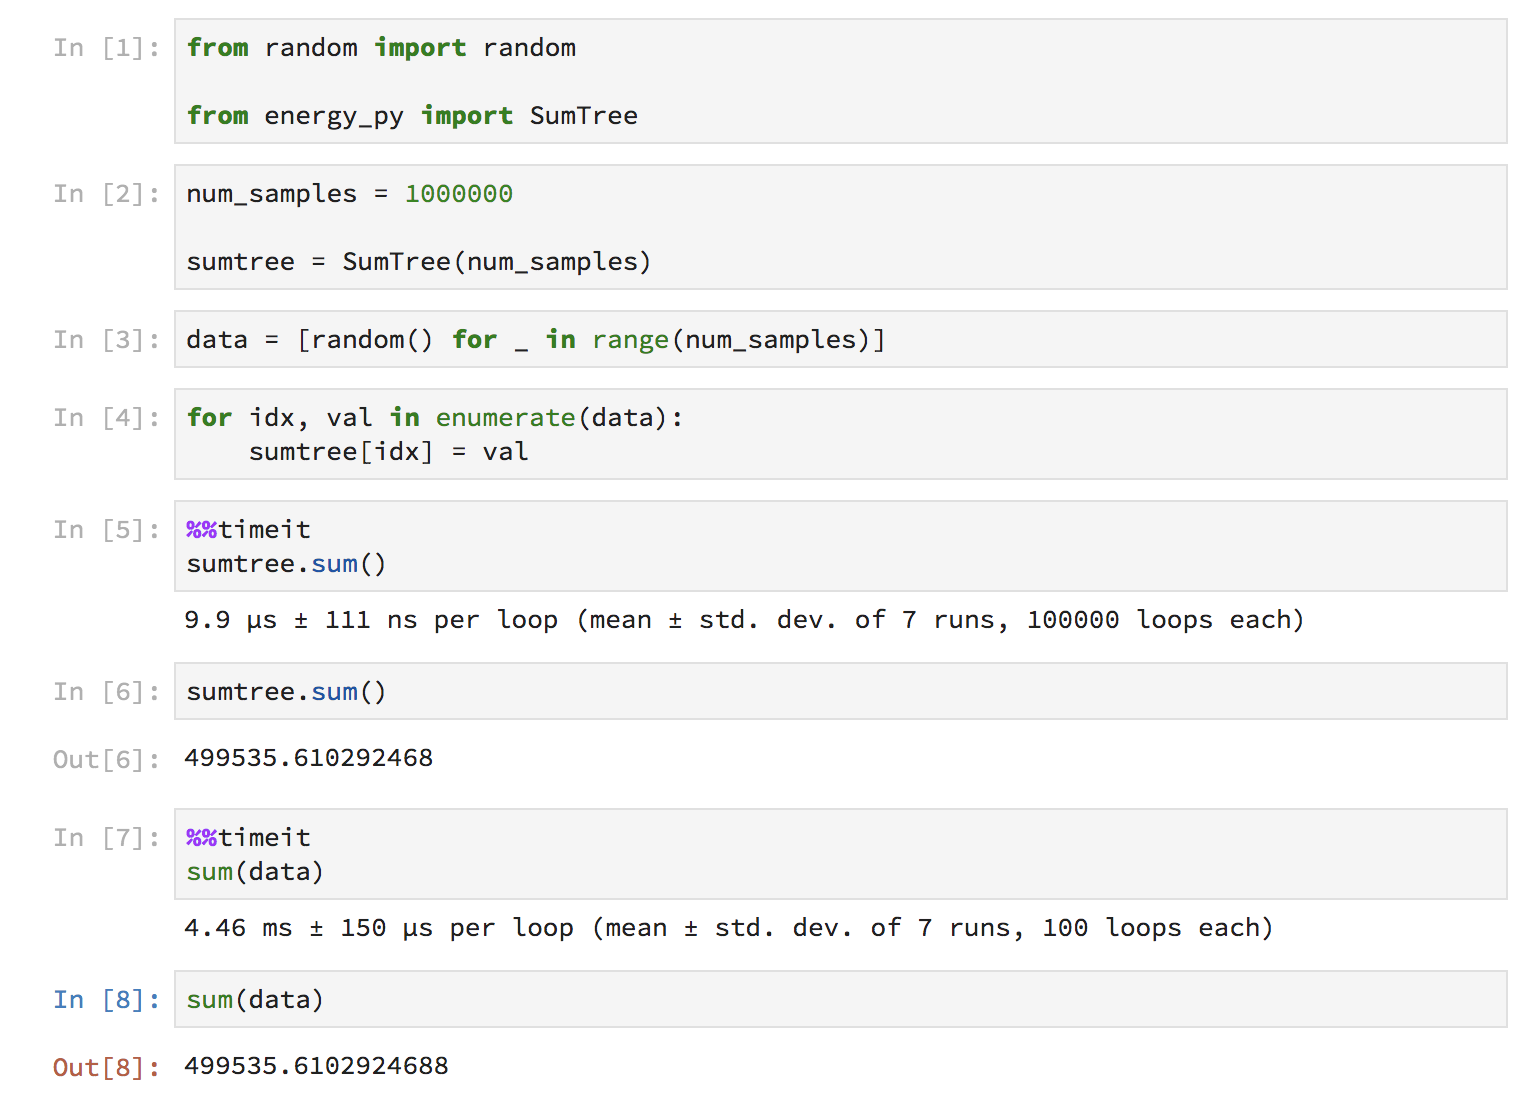 In [1]: from random import random
from energy_py import SumTree
In [2]: num_samples = 1000000
sumtree = SumTree(num_samples)
In [3]: data = [random() for _ in range(num_samples)]
In [4]: for idx, val in enumerate(data):
    sumtree[idx] = val
In [5]: %%timeit
sumtree.sum()
9.9 µs ± 111 ns per loop (mean ± std. dev. of 7 runs, 100000 loops each)
In [6]: sumtree.sum()
Out[6]: 499535.610292468
In [7]: %%timeit
sum(data)
4.46 ms ± 150 µs per loop (mean ± std. dev. of 7 runs, 100 loops each)
In [8]: sum(data)
Out[8]: 499535.6102924688